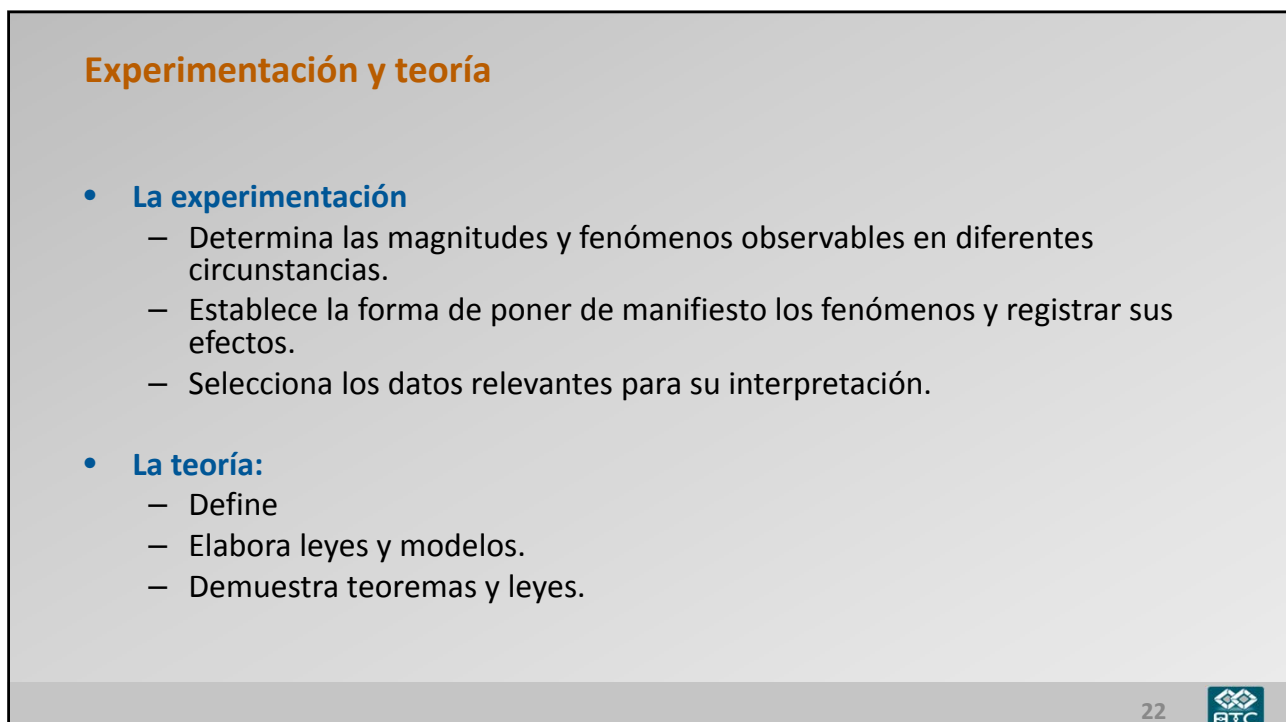 Experimentación y teoría
• La experimentación
– Determina las magnitudes y fenómenos observables en diferentes
circunstancias.
– Establece la forma de poner de manifiesto los fenómenos y registrar sus
efectos.
– Selecciona los datos relevantes para su interpretación.
• La teoría:
– Define
– Elabora leyes y modelos.
– Demuestra teoremas y leyes.
22